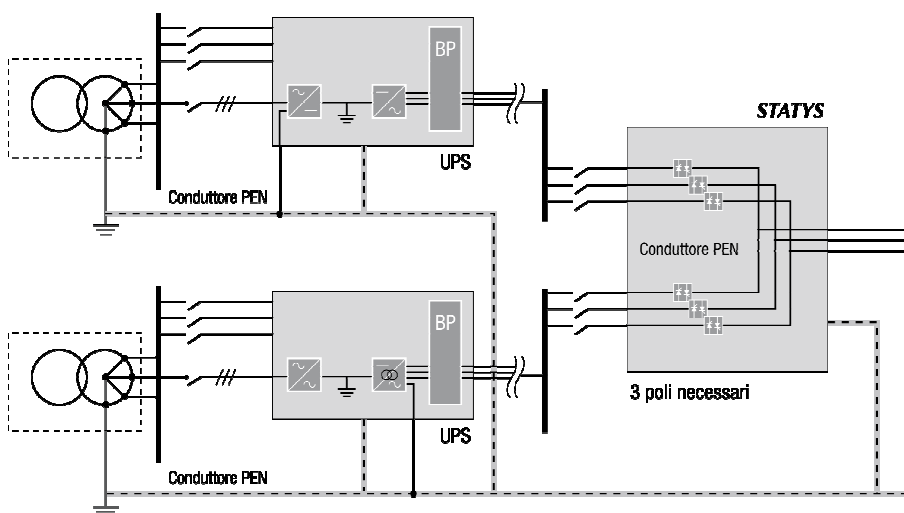 BP
STATYS
UPS
Conduttore PEN
Conduttore PEN
BP
3 poli necessari
UPS
Conduttore PEN